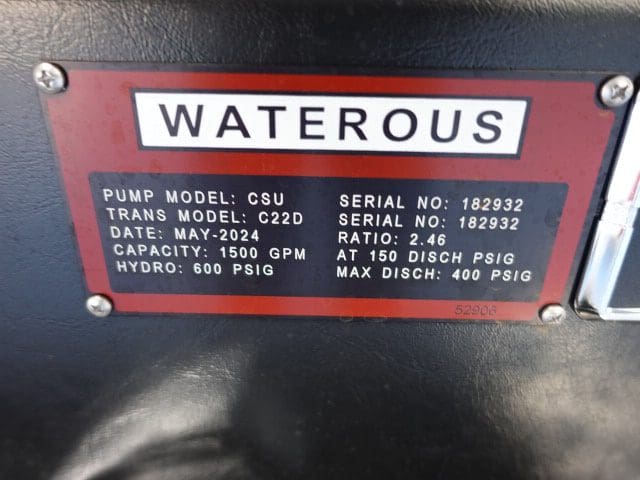 WATEROUS
PUMP MODEL: CSU SERIAL NO: 182932
TRANS MODEL: C22D SERIAL NO: 182932
DATE: MAY-2024 RATIO: 2.46
CAPACITY: 1500 GPM AT 150 DISCH PSIG
HYDRO: 600 PSIG MAX DISCH: 400 PSIG
52906